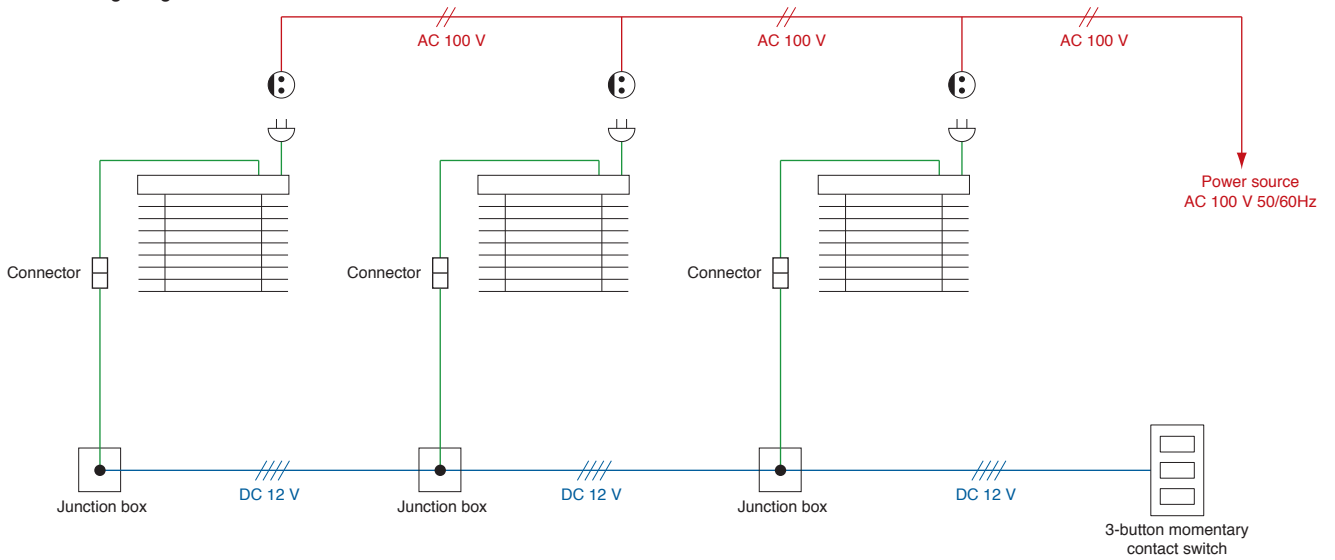 AC 100 V
AC 100 V
AC 100 V
Power source
AC 100 V 50/60Hz
Connector
Connector
Connector
DC 12 V
DC 12 V
DC 12 V
Junction box
Junction box
Junction box
3-button momentary
contact switch